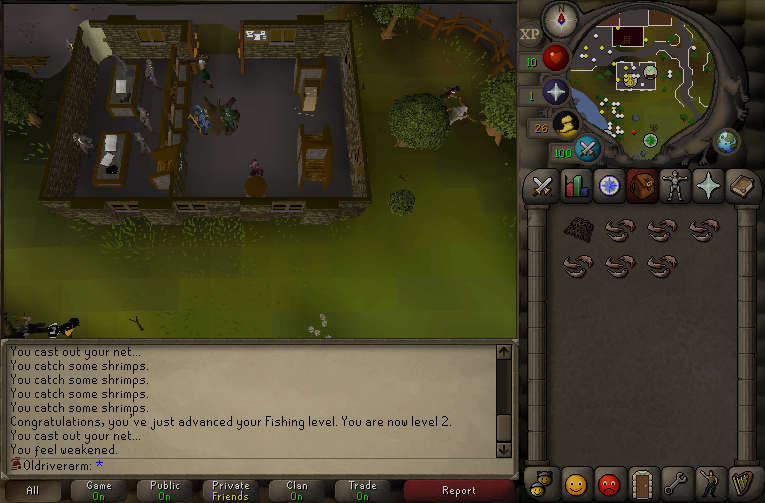 XP
10
1
26
100
You cast out your net...
You catch some shrimps.
You catch some shrimps.
You catch some shrimps.
You catch some shrimps.
Congratulations, you've just advanced your Fishing level. You are now level 2.
You cast out your net...
You feel weakened.
Oldriverarm: *
All
Game
On
Public
On
Private
Friends
Clan
On
Trade
On
Report